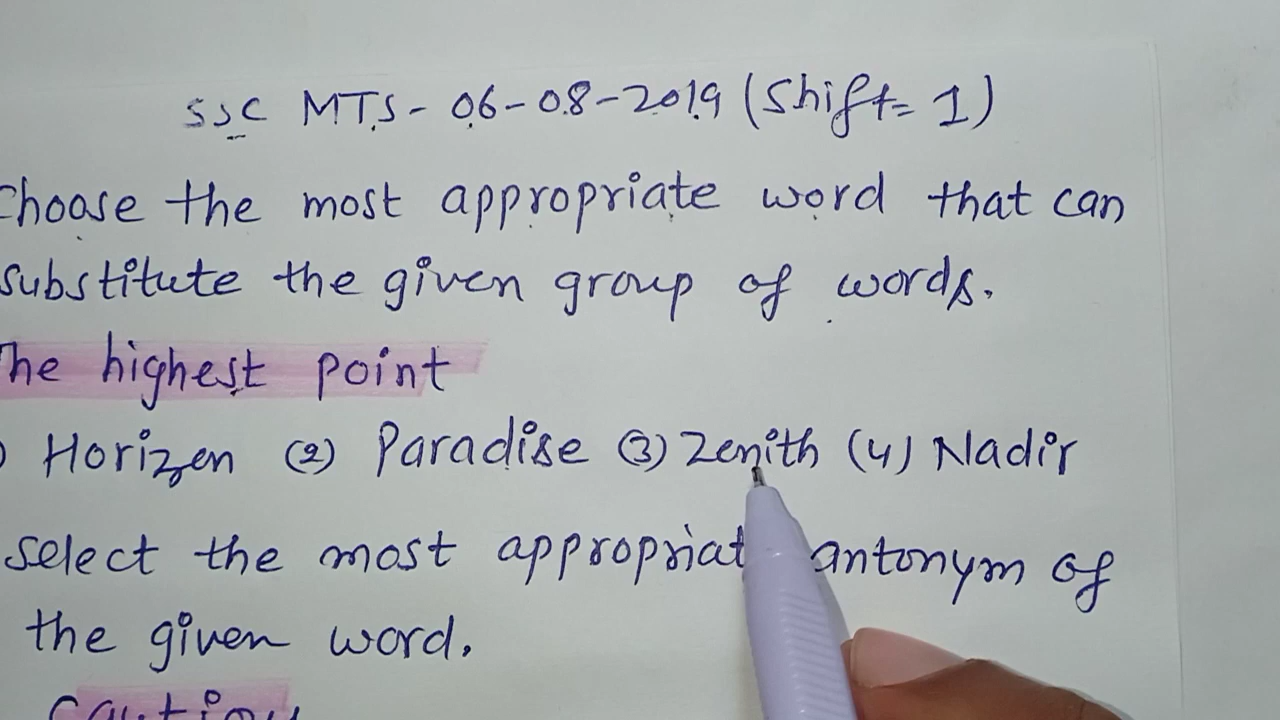 SSC MTS - 06-08-2019 (Shift= 1)
Choose the most appropriate word that can
substitute the given group of words.
The highest point
) Horizen (2) Paradise (3) Zenith (4) Nadir
select the most appropriat antonym of
the given word.
Caution